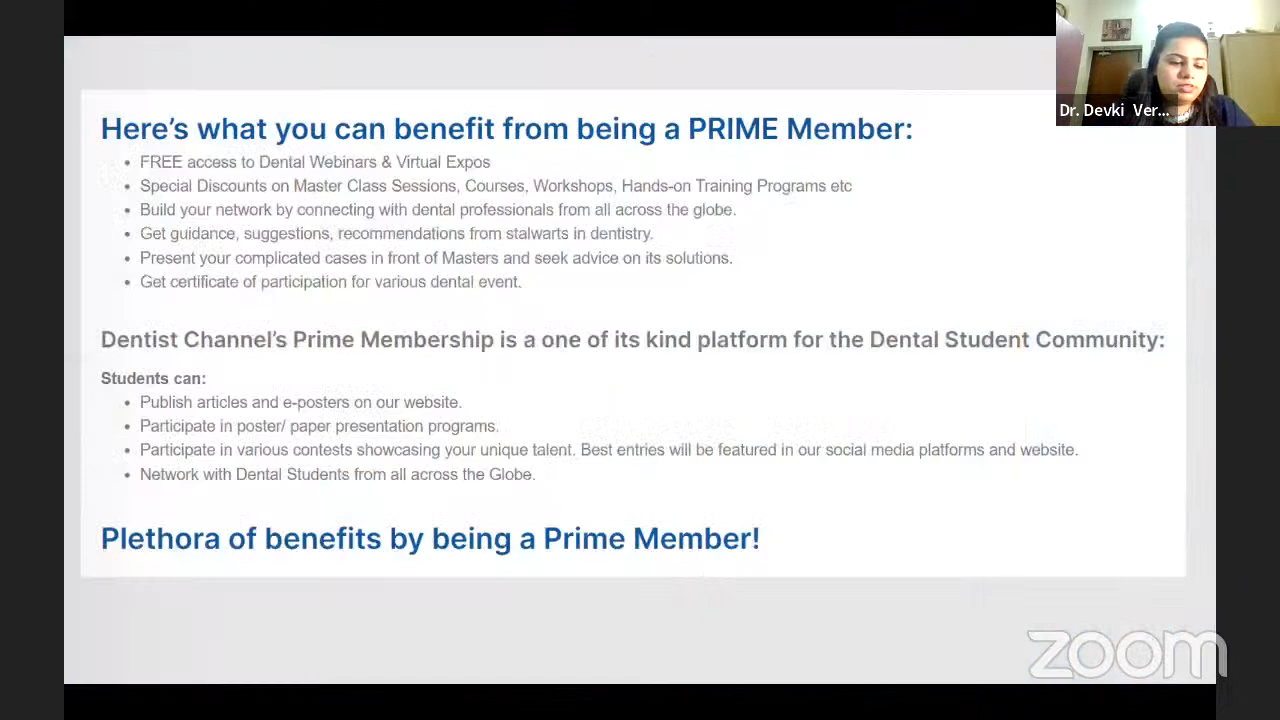 Here's what you can benefit from being a PRIME Member:
FREE access to Dental Webinars & Virtual Expos
Special Discounts on Master Class Sessions, Courses, Workshops, Hands-on Training Programs etc
Build your network by connecting with dental professionals from all across the globe.
Get guidance, suggestions, recommendations from stalwarts in dentistry.
Present your complicated cases in front of Masters and seek advice on its solutions.
Get certificate of participation for various dental event.
Dentist Channel's Prime Membership is a one of its kind platform for the Dental Student Community:
Students can:
Publish articles and e-posters on our website.
Participate in poster/ paper presentation programs.
Participate in various contests showcasing your unique talent. Best entries will be featured in our social media platforms and website.
Network with Dental Students from all across the Globe.
Plethora of benefits by being a Prime Member!
Dr. Devki Ver...
zoom